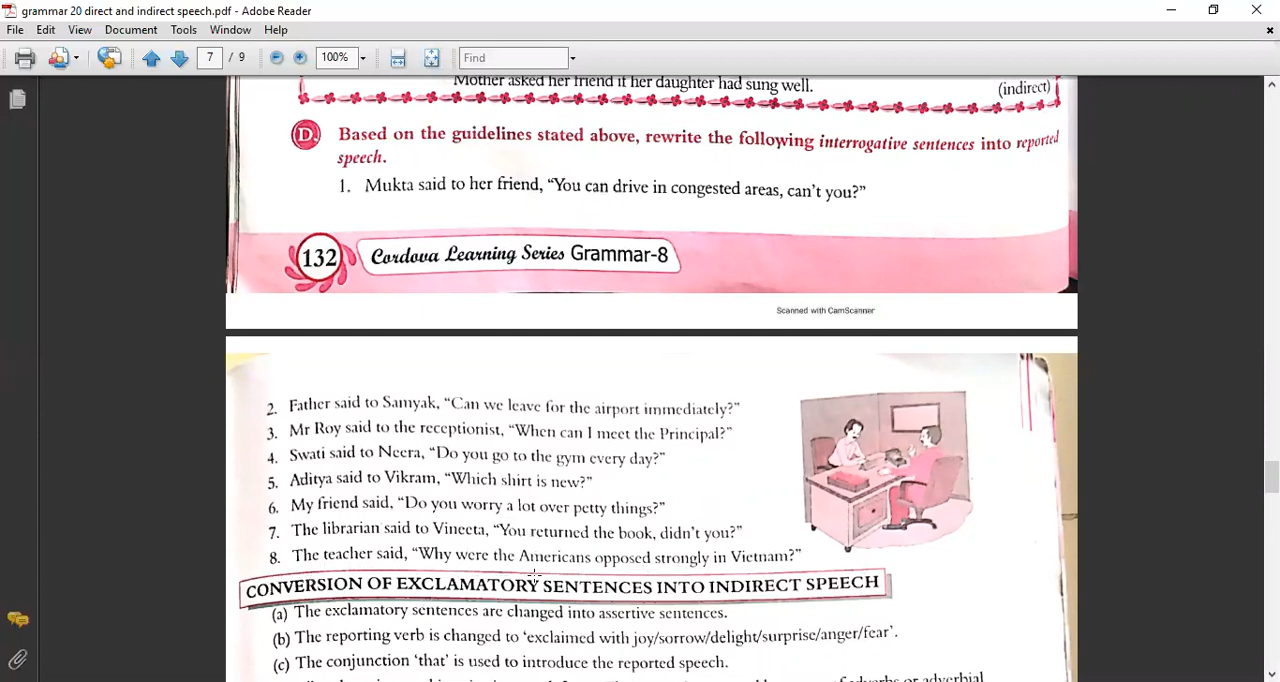 grammar 20 direct and indirect speech.pdf - Adobe Reader
File Edit View Document Tools Window Help
7 / 9 100% Find
Mother asked her friend if her daughter had sung well. (indirect)
D. Based on the guidelines stated above, rewrite the following interrogative sentences into reported
speech.
1. Mukta said to her friend, “You can drive in congested areas, can’t you?”
132 Cordova Learning Series Grammar-8
Scanned with CamScanner
2. Father said to Samyak, “Can we leave for the airport immediately?”
3. Mr Roy said to the receptionist, “When can I meet the Principal?”
4. Swati said to Neera, “Do you go to the gym every day?”
5. Aditya said to Vikram, “Which shirt is new?”
6. My friend said, “Do you worry a lot over petty things?”
7. The librarian said to Vineeta, “You returned the book, didn’t you?”
8. The teacher said, “Why were the Americans opposed strongly in Vietnam?”
CONVERSION OF EXCLAMATORY SENTENCES INTO INDIRECT SPEECH
(a) The exclamatory sentences are changed into assertive sentences.
(b) The reporting verb is changed to ‘exclaimed with joy/sorrow/delight/surprise/anger/fear’.
(c) The conjunction ‘that’ is used to introduce the reported speech.
of adverbs or adverbial